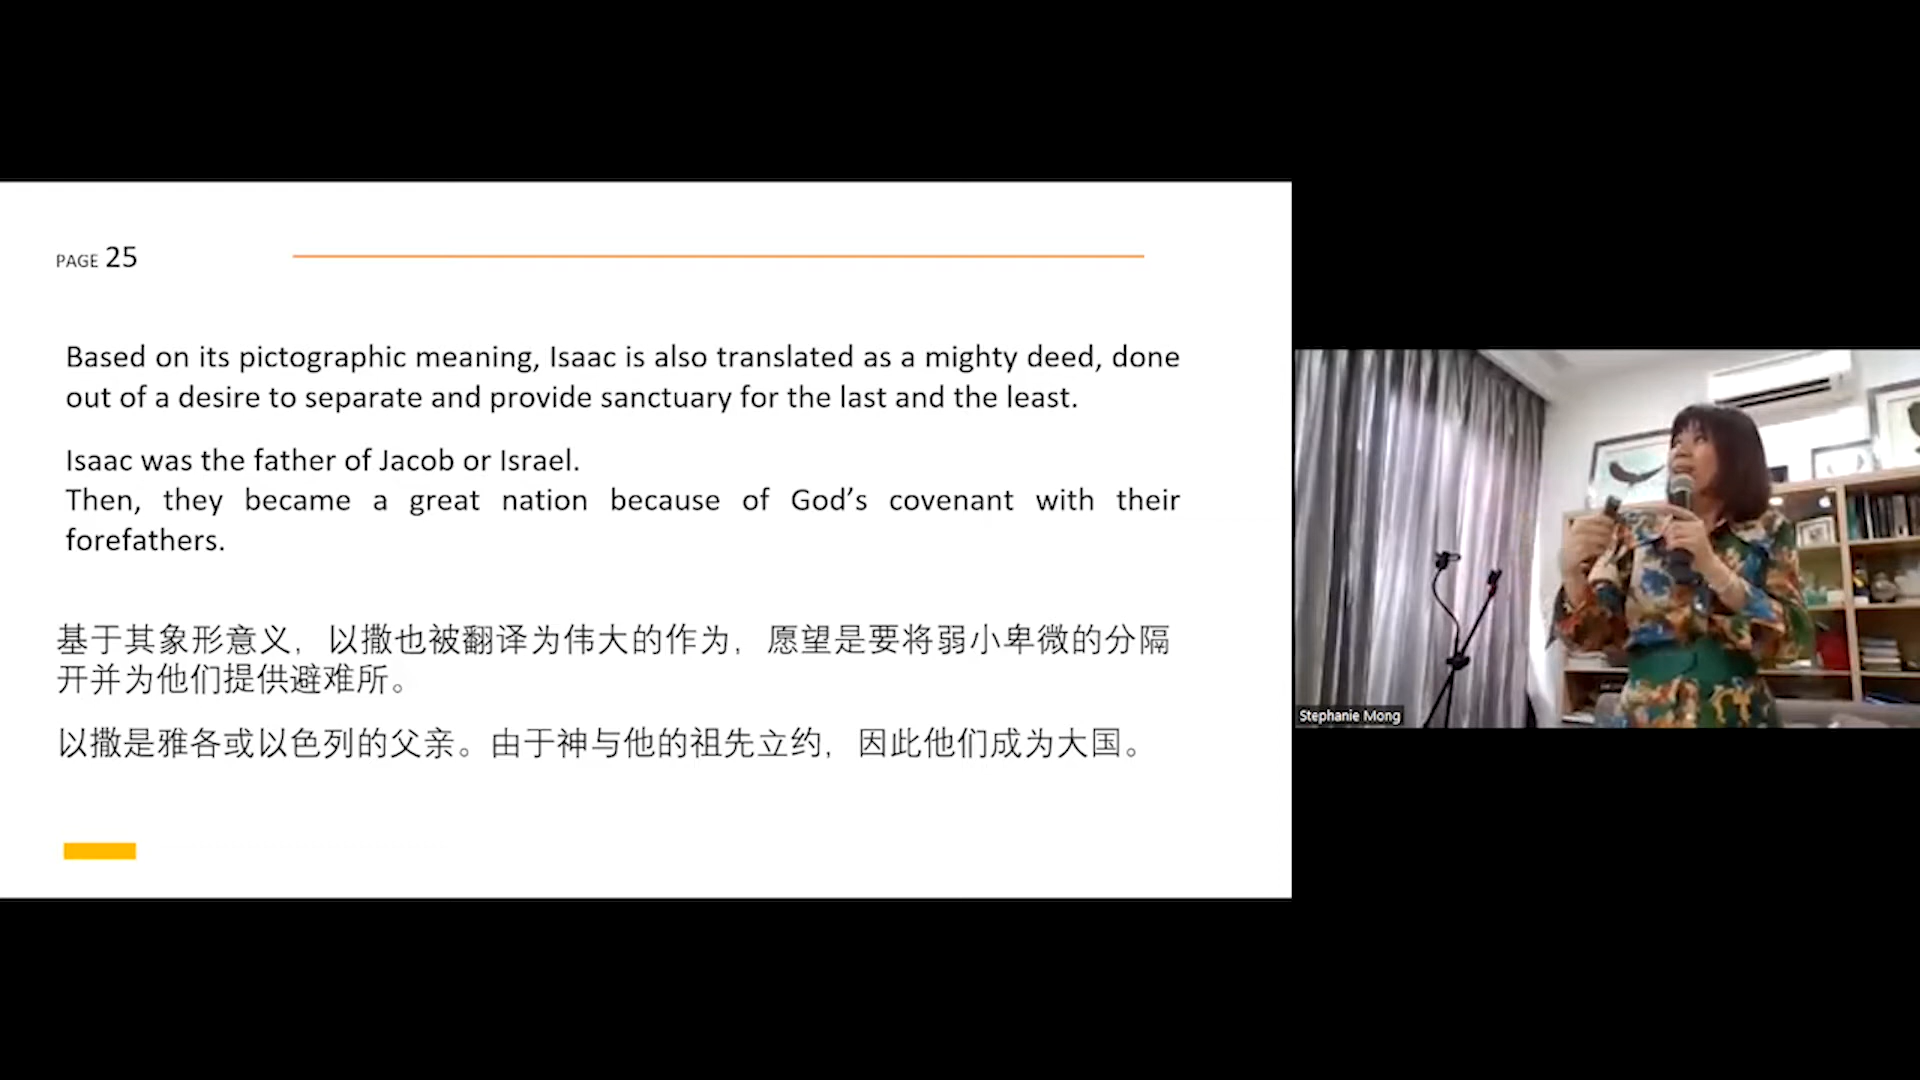 PAGE 25
Based on its pictographic meaning, Isaac is also translated as a mighty deed, done
out of a desire to separate and provide sanctuary for the last and the least.
Isaac was the father of Jacob or Israel.
Then, they became a great nation because of God’s covenant with their
forefathers.
基于其象形意义，以撒也被翻译为伟大的作为，愿望是要将弱小卑微的分隔
开并为他们提供避难所。
以撒是雅各或以色列的父亲。由于神与他的祖先立约，因此他们成为大国。
Stephanie Mong